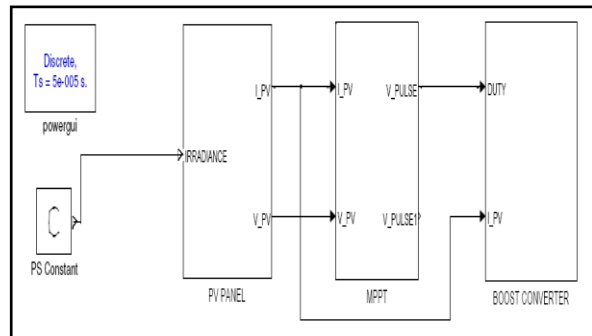 Discrete,
Ts = 5e-005 s.
powergui
C
PS Constant
IRRADIANCE
I_PV
V_PV
PV PANEL
I_PV
V_PV
V_PULSE
V_PULSE1
MPPT
DUTY
I_PV
BOOST CONVERTER